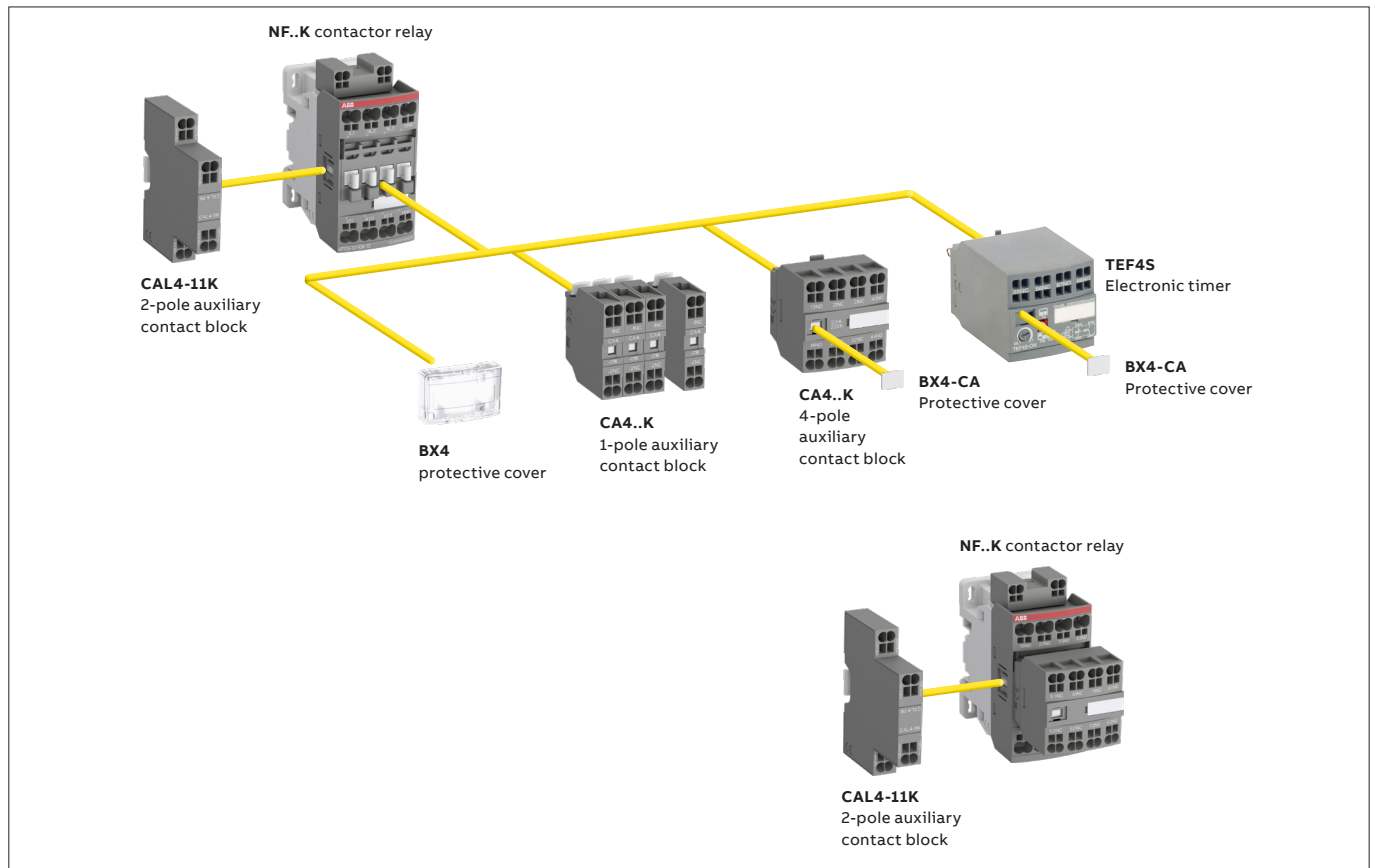 NF..K contactor relay
ABB
CAL4-11K
2-pole auxiliary
contact block
TEF4S
Electronic timer
BX4-CA
Protective cover
BX4-CA
Protective cover
CA4..K
4-pole
auxiliary
contact block
CA4..K
1-pole auxiliary
contact block
BX4
protective cover
NF..K contactor relay
ABB
CAL4-11K
2-pole auxiliary
contact block